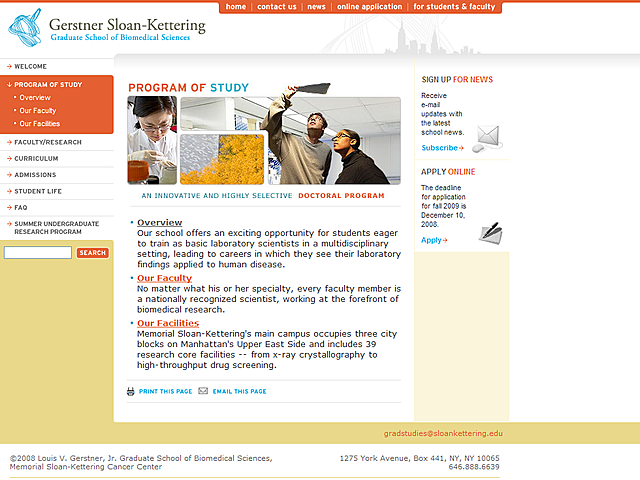 home | contact us | news | online application | for students & faculty
Gerstner Sloan-Kettering
Graduate School of Biomedical Sciences
WELCOME
PROGRAM OF STUDY
• Overview
• Our Faculty
• Our Facilities
FACULTY/RESEARCH
CURRICULUM
ADMISSIONS
STUDENT LIFE
FAQ
SUMMER UNDERGRADUATE
RESEARCH PROGRAM
SEARCH
PROGRAM OF STUDY
AN INNOVATIVE AND HIGHLY SELECTIVE DOCTORAL PROGRAM
• Overview
Our school offers an exciting opportunity for students eager
to train as basic laboratory scientists in a multidisciplinary
setting, leading to careers in which they see their laboratory
findings applied to human disease.
• Our Faculty
No matter what his or her specialty, every faculty member is
a nationally recognized scientist, working at the forefront of
biomedical research.
• Our Facilities
Memorial Sloan-Kettering's main campus occupies three city
blocks on Manhattan's Upper East Side and includes 39
research core facilities -- from x-ray crystallography to
high-throughput drug screening.
PRINT THIS PAGE EMAIL THIS PAGE
SIGN UP FOR NEWS
Receive
e-mail
updates with
the latest
school news.
Subscribe
APPLY ONLINE
The deadline
for application
for fall 2009 is
December 10,
2008.
Apply
gradstudies@sloankettering.edu
©2008 Louis V. Gerstner, Jr. Graduate School of Biomedical Sciences,
Memorial Sloan-Kettering Cancer Center
1275 York Avenue, Box 441, NY, NY 10065
646.888.6639